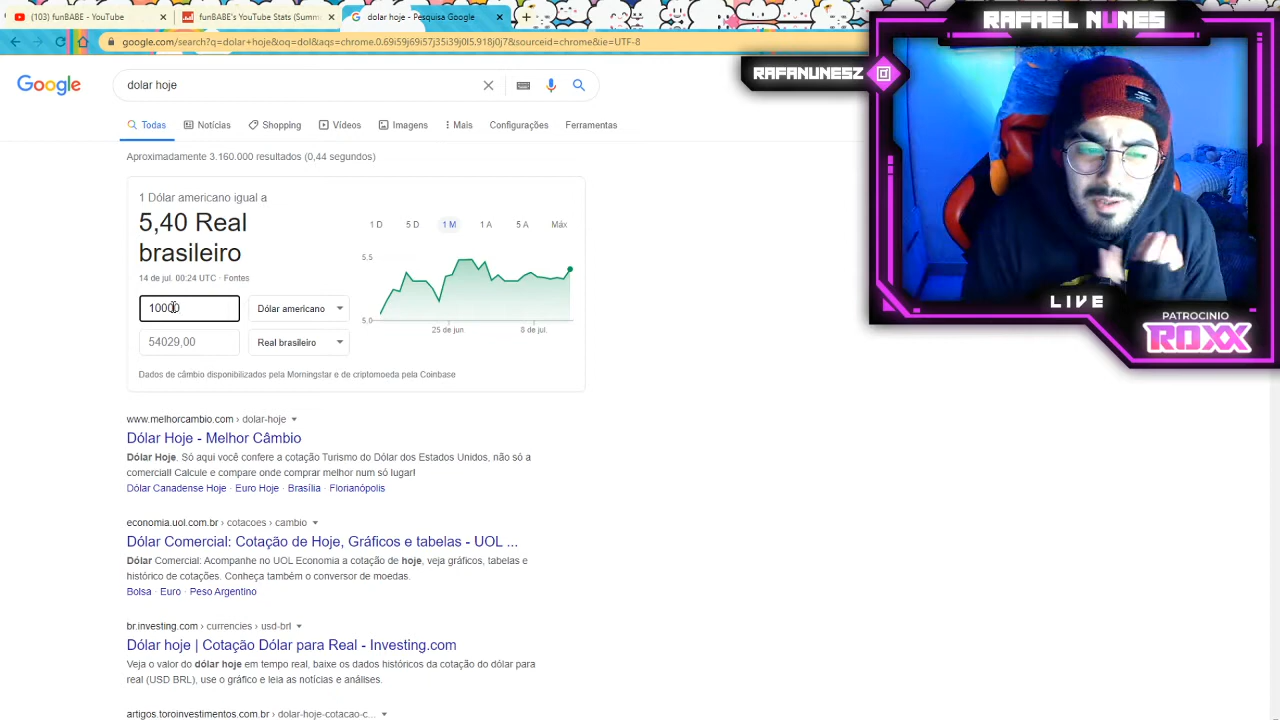 (103) funBABE - YouTube
funBABE's YouTube Stats (Summ
dolar hoje - Pesquisa Google
google.com/search?q=dolar+hoje&oq=dol&aqs=chrome.0.69i59j69i57j35i39j0l5.918j0j7&sourceid=chrome&ie=UTF-8
RAFAEL NUNES
RAFANUNESZ
LIVE
PATROCINIO
ROXX
Google
dolar hoje
Todas
Notícias
Shopping
Vídeos
Imagens
Mais
Configurações
Ferramentas
Aproximadamente 3.160.000 resultados (0,44 segundos)
1 Dólar americano igual a
5,40 Real
brasileiro
14 de jul. 00:24 UTC · Fontes
10000
Dólar americano
54029,00
Real brasileiro
1 D
5 D
1 M
1 A
5 A
Máx
5.5
5.0
25 de jun.
8 de jul.
Dados de câmbio disponibilizados pela Morningstar e de criptomoeda pela Coinbase
www.melhorcambio.com › dolar-hoje
Dólar Hoje - Melhor Câmbio
Dólar Hoje. Só aqui você confere a cotação Turismo do Dólar dos Estados Unidos, não só a
comercial! Calcule e compare onde comprar melhor num só lugar!
Dólar Canadense Hoje · Euro Hoje · Brasília · Florianópolis
economia.uol.com.br › cotacoes › cambio
Dólar Comercial: Cotação de Hoje, Gráficos e tabelas - UOL ...
Dólar Comercial: Acompanhe no UOL Economia a cotação de hoje, veja gráficos, tabelas e
histórico de cotações. Conheça também o conversor de moedas.
Bolsa · Euro · Peso Argentino
br.investing.com › currencies › usd-brl
Dólar hoje | Cotação Dólar para Real - Investing.com
Veja o valor do dólar hoje em tempo real, baixe os dados históricos da cotação do dólar para
real (USD BRL), use o gráfico e leia as notícias e análises.
artigos.toroinvestimentos.com.br › dolar-hoje-cotacao-c...